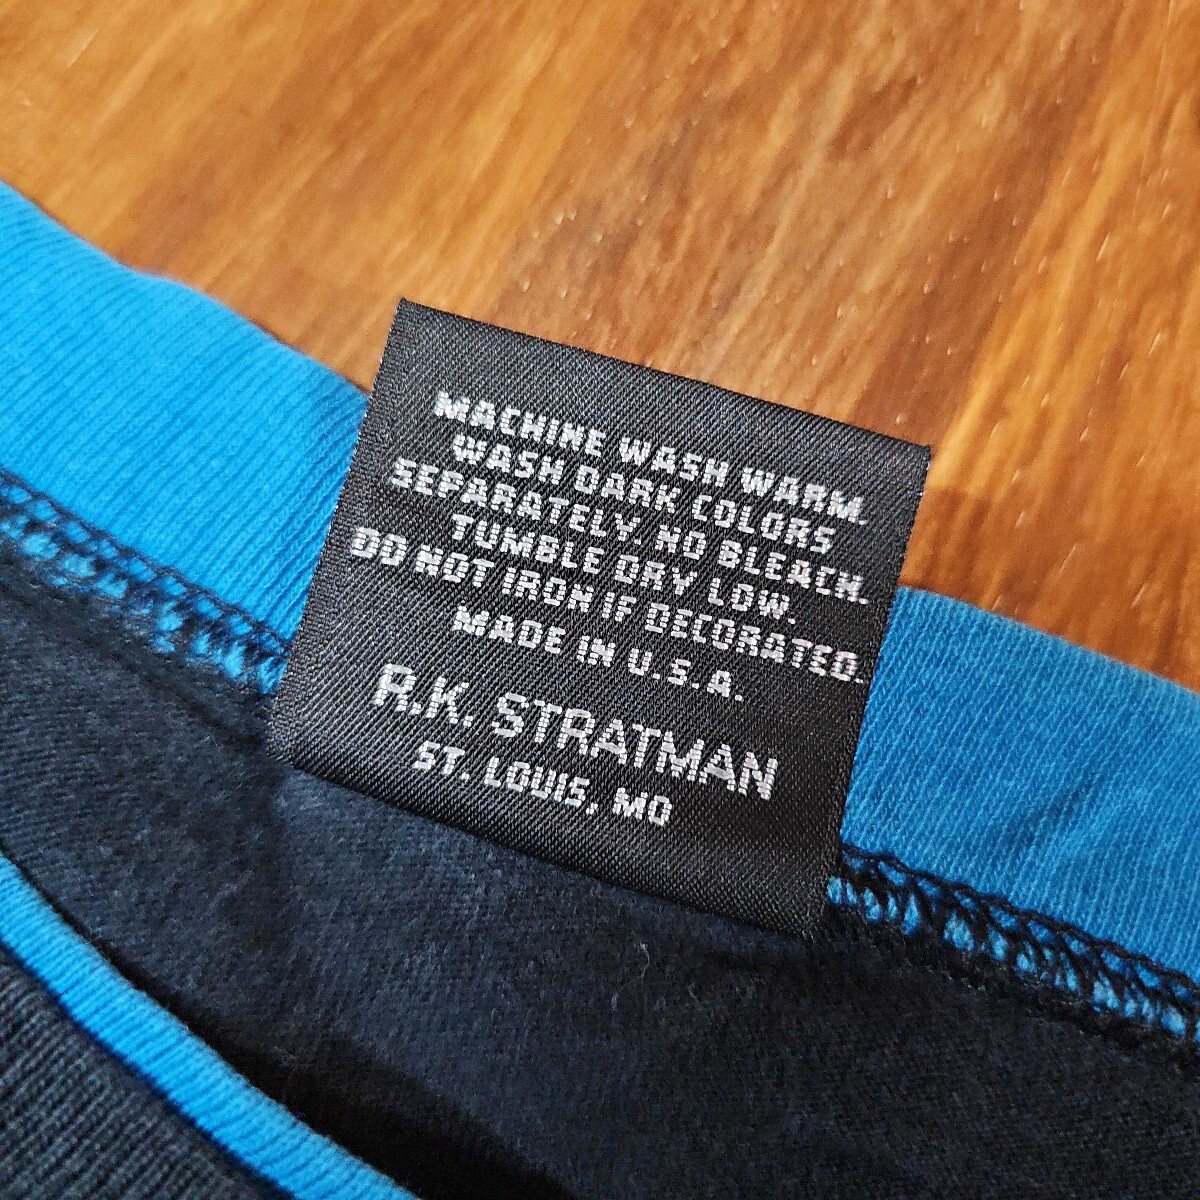 MACHINE WASH WARM.
WASH DARK COLORS
SEPARATELY. NO BLEACH.
TUMBLE DRY LOW.
DO NOT IRON IF DECORATED.
MADE IN U.S.A.
R.K. STRATMAN
ST. LOUIS, MO